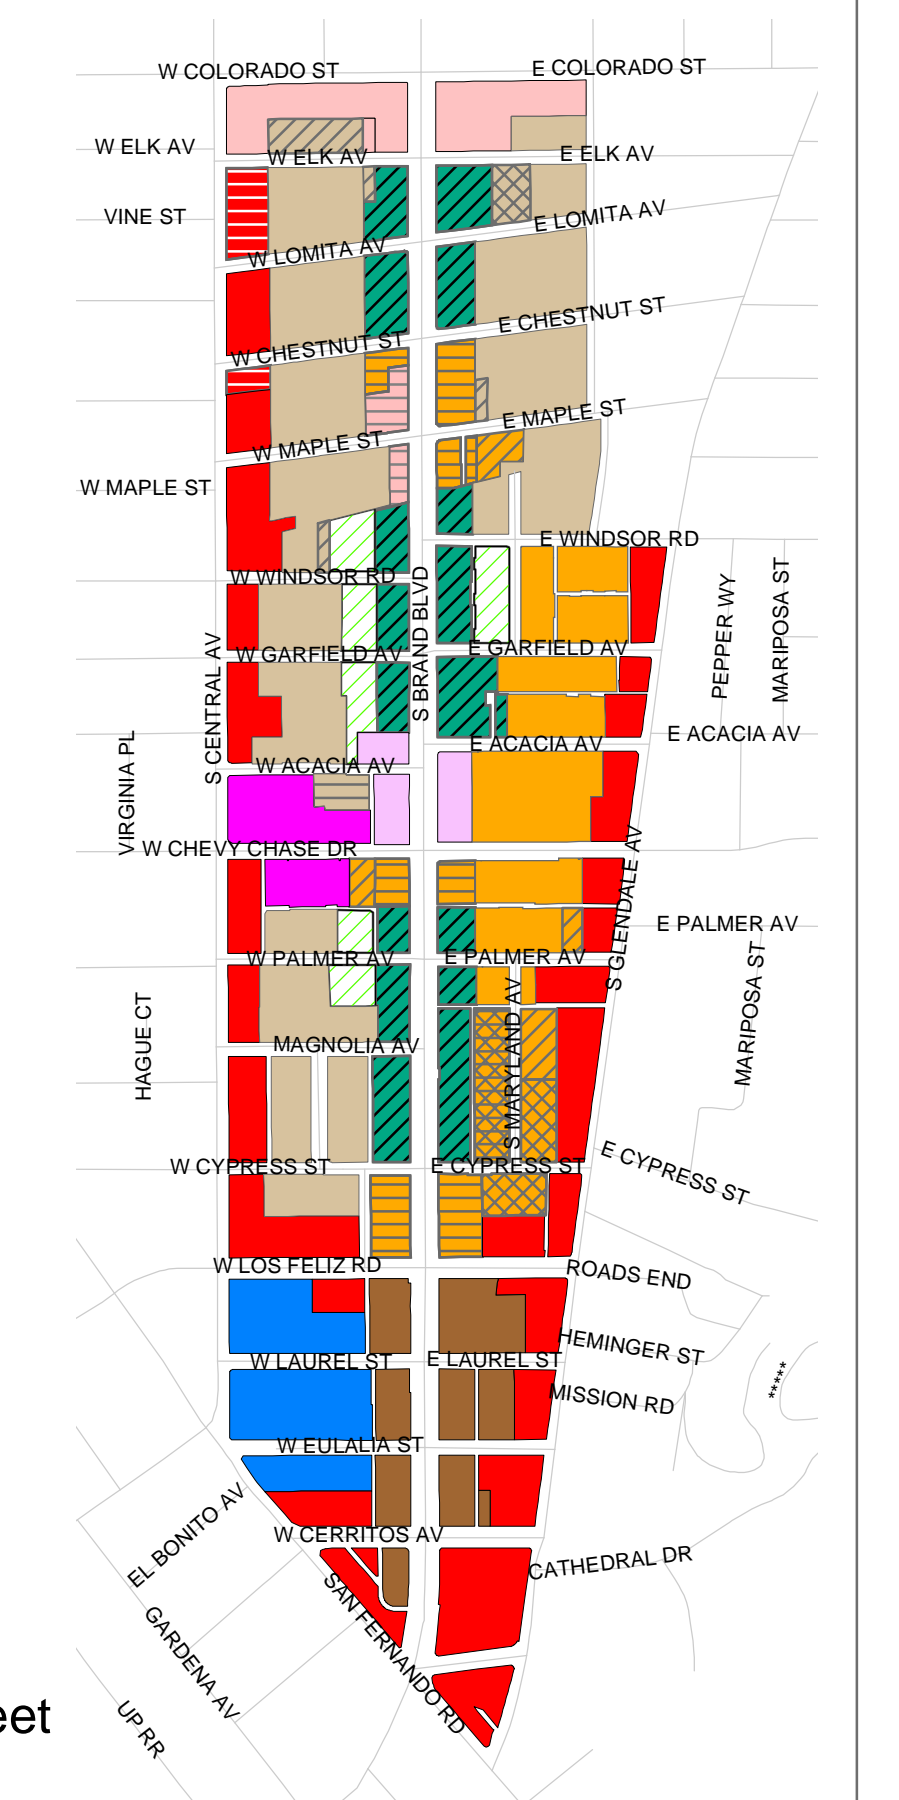 W COLORADO ST
E COLORADO ST
W ELK AV
W ELK AV
E ELK AV
VINE ST
E LOMITA AV
W LOMITA AV
E CHESTNUT ST
W CHESTNUT ST
E MAPLE ST
W MAPLE ST
W MAPLE ST
E WINDSOR RD
W WINDSOR RD
S BRAND BLVD
PEPPER WY
MARIPOSA ST
S CENTRAL AV
W GARFIELD AV
E GARFIELD AV
E ACACIA AV
E ACACIA AV
VIRGINIA PL
W ACACIA AV
W CHEVY CHASE DR
S GLENDALE AV
E PALMER AV
W PALMER AV
E PALMER AV
MARIPOSA ST
HAGUE CT
S MARYLAND AV
MAGNOLIA AV
W CYPRESS ST
E CYPRESS ST
E CYPRESS ST
W LOS FELIZ RD
ROADS END
HEMINGER ST
W LAUREL ST
E LAUREL ST
*****
MISSION RD
W EULALIA ST
EL BONITO AV
W CERRITOS AV
CATHEDRAL DR
SAN FERNANDO RD
GARDENA AV
eet
UP RR